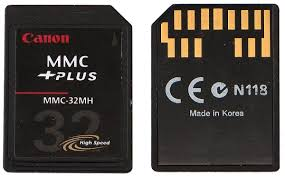 Canon
MMC
+PLUS
MMC-32MH
32
High Speed
CE N118
Made in Korea